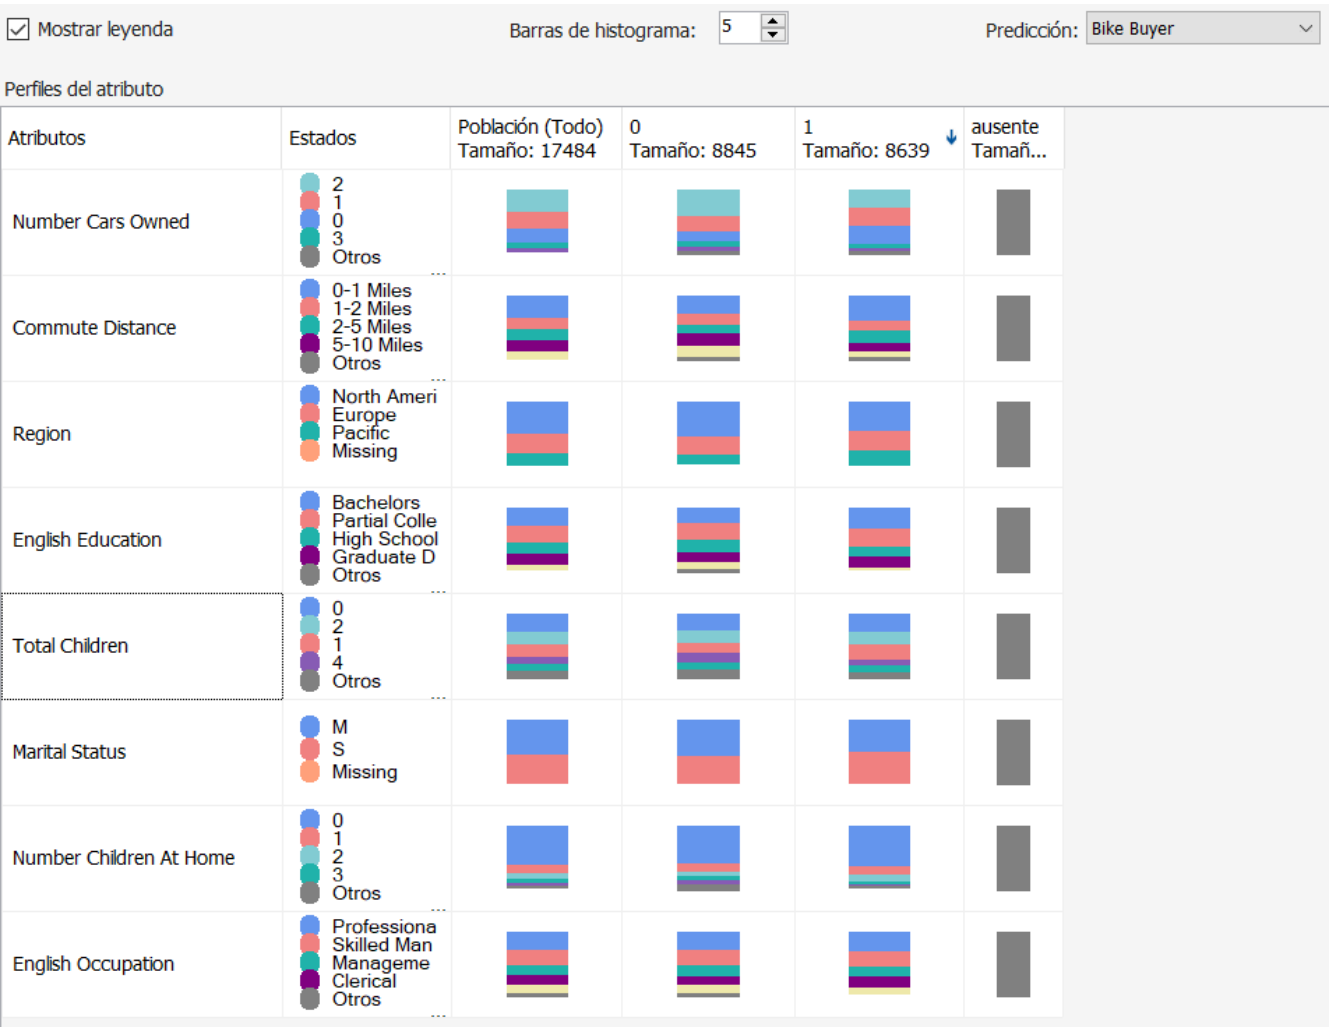 Mostrar leyenda
Barras de histograma: 5
Predicción: Bike Buyer
Perfiles del atributo
Atributos
Estados
Población (Todo)
Tamaño: 17484
0
Tamaño: 8845
1
Tamaño: 8639
ausente
Tamañ...
Number Cars Owned
2
1
0
3
Otros
...
Commute Distance
0-1 Miles
1-2 Miles
2-5 Miles
5-10 Miles
Otros
...
Region
North Ameri
Europe
Pacific
Missing
English Education
Bachelors
Partial Colle
High School
Graduate D
Otros
...
Total Children
0
2
1
4
Otros
...
Marital Status
M
S
Missing
Number Children At Home
0
1
2
3
Otros
...
English Occupation
Professiona
Skilled Man
Manageme
Clerical
Otros
...